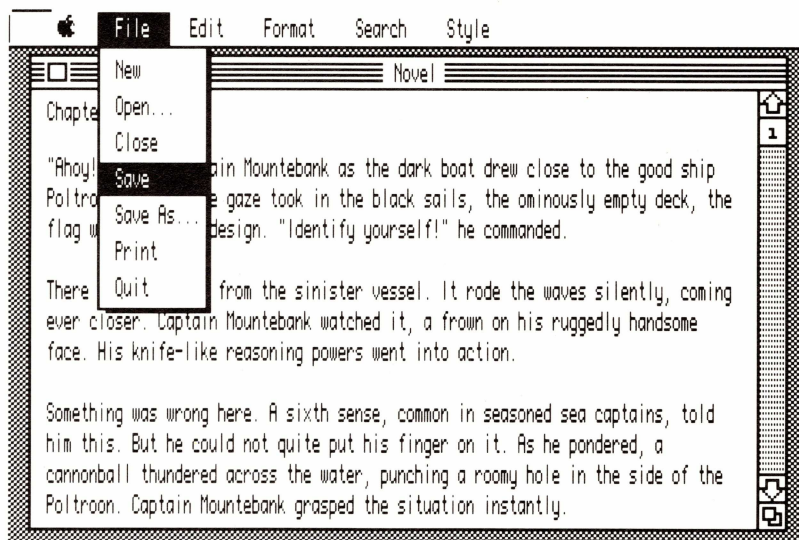 File Edit Format Search Style
Novel
New
Open...
Close
Save
Save As...
Print
Quit
Chapte
1
"Ahoy! ain Mountebank as the dark boat drew close to the good ship
Poltro e gaze took in the black sails, the ominously empty deck, the
flag w design. "Identify yourself!" he commanded.
There from the sinister vessel. It rode the waves silently, coming
ever closer. Captain Mountebank watched it, a frown on his ruggedly handsome
face. His knife-like reasoning powers went into action.
Something was wrong here. A sixth sense, common in seasoned sea captains, told
him this. But he could not quite put his finger on it. As he pondered, a
cannonball thundered across the water, punching a roomy hole in the side of the
Poltroon. Captain Mountebank grasped the situation instantly.